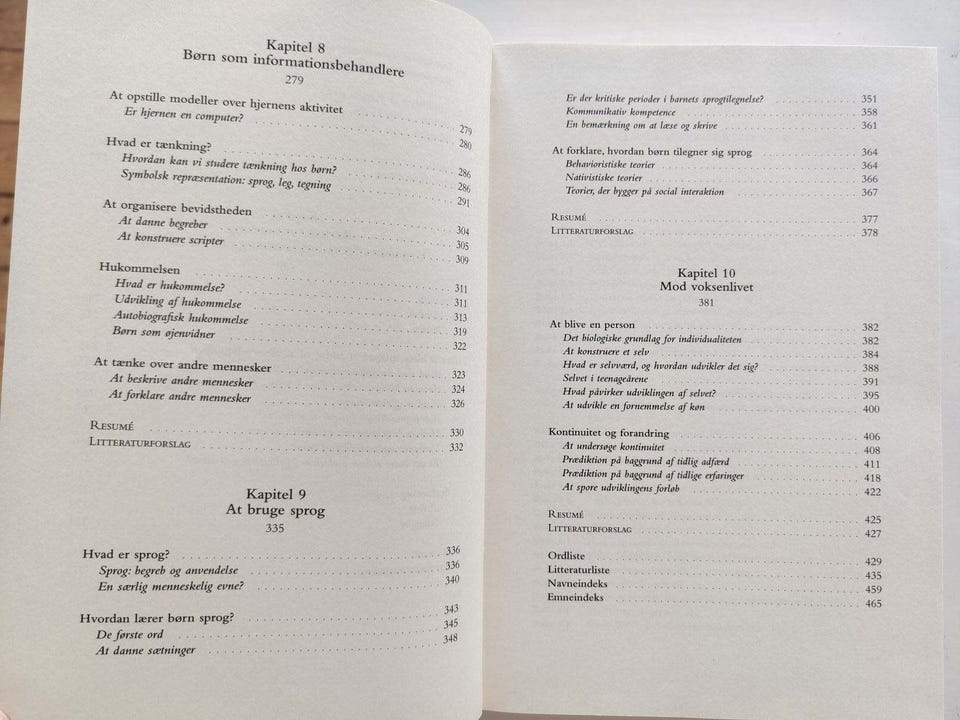 Kapitel 8
Børn som informationsbehandlere
279
At opstille modeller over hjernens aktivitet 279
Er hjernen en computer? 280
Hvad er tænkning? 286
Hvordan kan vi studere tænkning hos børn? 286
Symbolsk repræsentation: sprog, leg, tegning 291
At organisere bevidstheden 304
At danne begreber 305
At konstruere scripter 309
Hukommelsen 311
Hvad er hukommelse? 311
Udvikling af hukommelse 313
Autobiografisk hukommelse 319
Børn som øjenvidner 322
At tænke over andre mennesker 323
At beskrive andre mennesker 324
At forklare andre mennesker 326
RESUMÉ 330
LITTERATURFORSLAG 332
Kapitel 9
At bruge sprog
335
Hvad er sprog? 336
Sprog: begreb og anvendelse 336
En særlig menneskelig evne? 340
Hvordan lærer børn sprog? 343
De første ord 345
At danne sætninger 348
Er der kritiske perioder i barnets sprogtilegnelse? 351
Kommunikativ kompetence 358
En bemærkning om at læse og skrive 361
At forklare, hvordan børn tilegner sig sprog 364
Behavioristiske teorier 364
Nativistiske teorier 366
Teorier, der bygger på social interaktion 367
RESUMÉ 377
LITTERATURFORSLAG 378
Kapitel 10
Mod voksenlivet
381
At blive en person 382
Det biologiske grundlag for individualiteten 382
At konstruere et selv 384
Hvad er selvværd, og hvordan udvikler det sig? 388
Selvet i teenageårene 391
Hvad påvirker udviklingen af selvet? 395
At udvikle en fornemmelse af køn 400
Kontinuitet og forandring 406
At undersøge kontinuitet 408
Prædiktion på baggrund af tidlig adfærd 411
Prædiktion på baggrund af tidlige erfaringer 418
At spore udviklingens forløb 422
RESUMÉ 425
LITTERATURFORSLAG 427
Ordliste 429
Litteraturliste 435
Navneindeks 459
Emneindeks 465